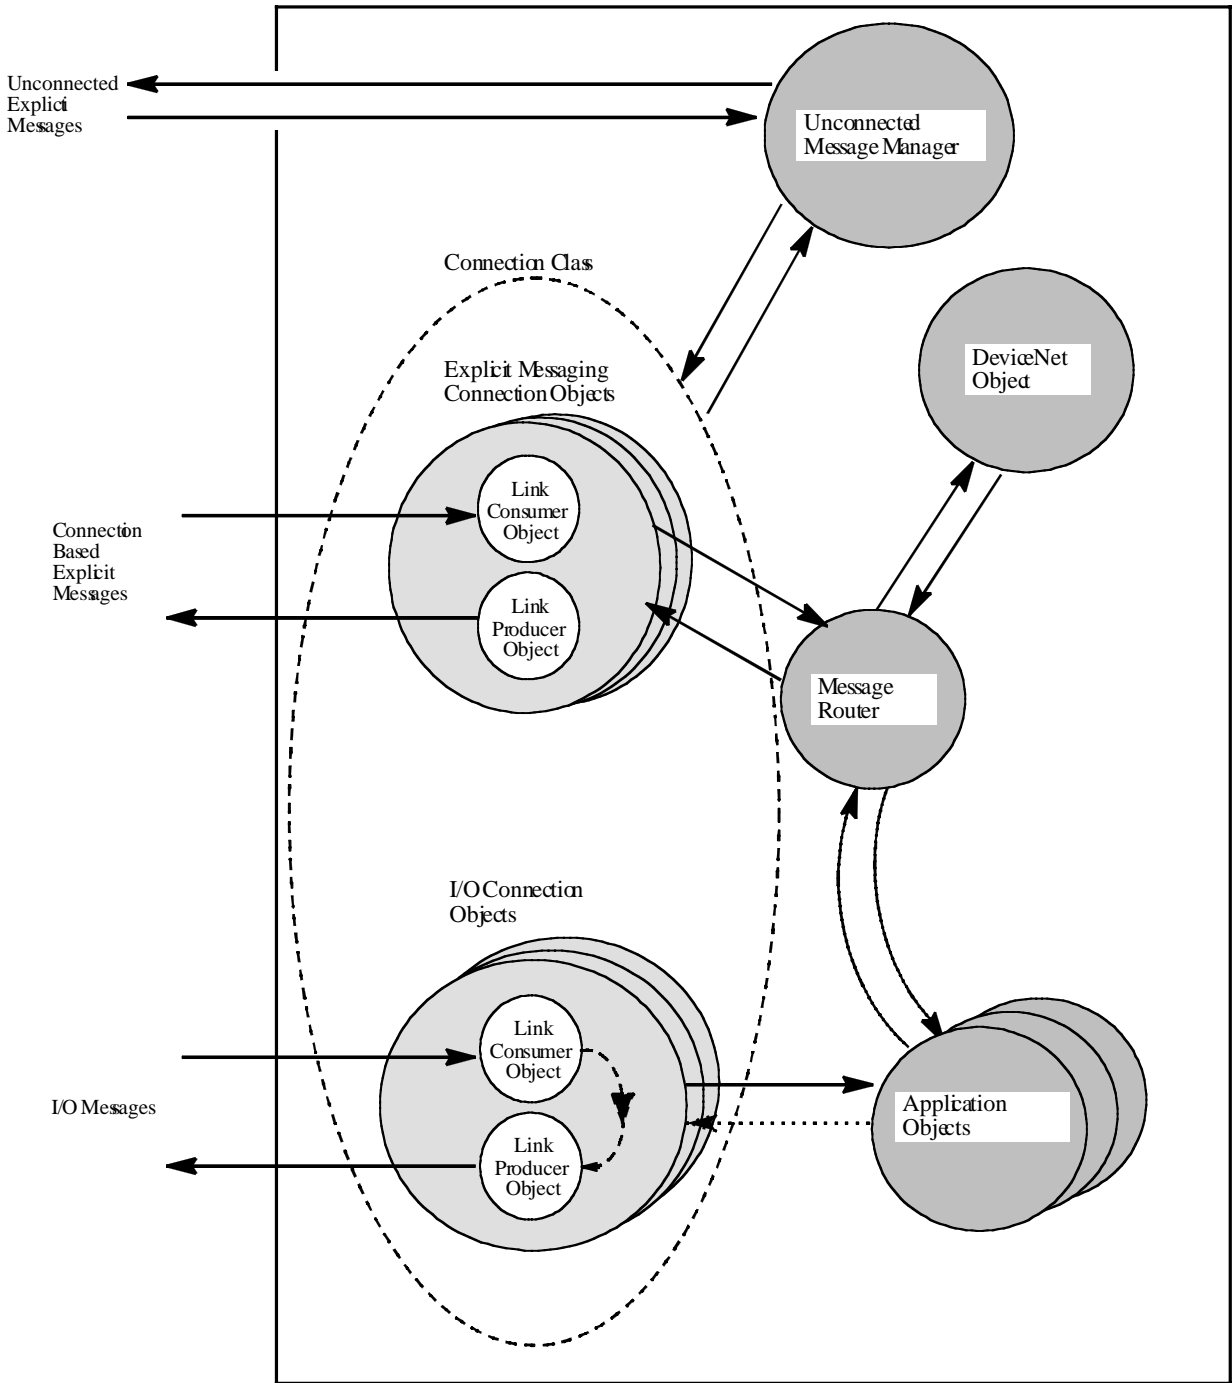 Unconnected
Explicit
Messages
Unconnected
Message Manager
Connection Class
DeviceNet
Object
Explicit Messaging
Connection Objects
Link
Consumer
Object
Connection
Based
Explicit
Messages
Link
Producer
Object
Message
Router
I/O Connection
Objects
Link
Consumer
Object
I/O Messages
Application
Objects
Link
Producer
Object